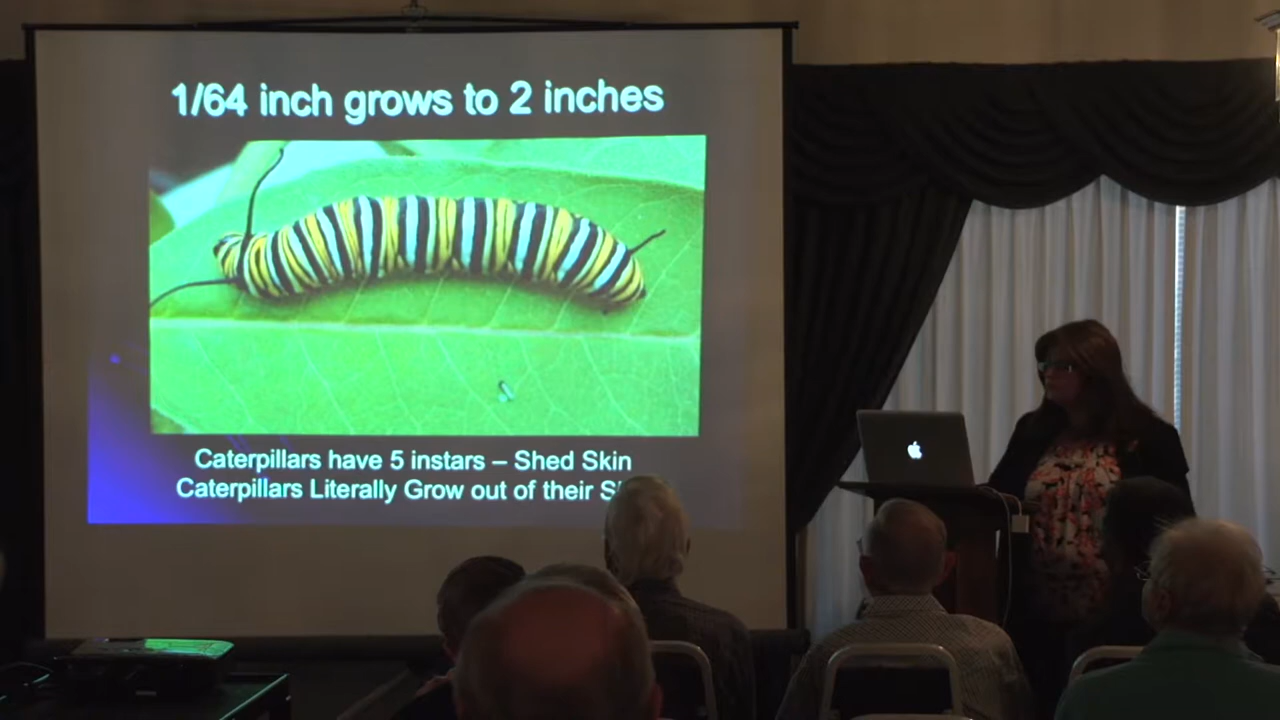 1/64 inch grows to 2 inches
Caterpillars have 5 instars – Shed Skin
Caterpillars Literally Grow out of their